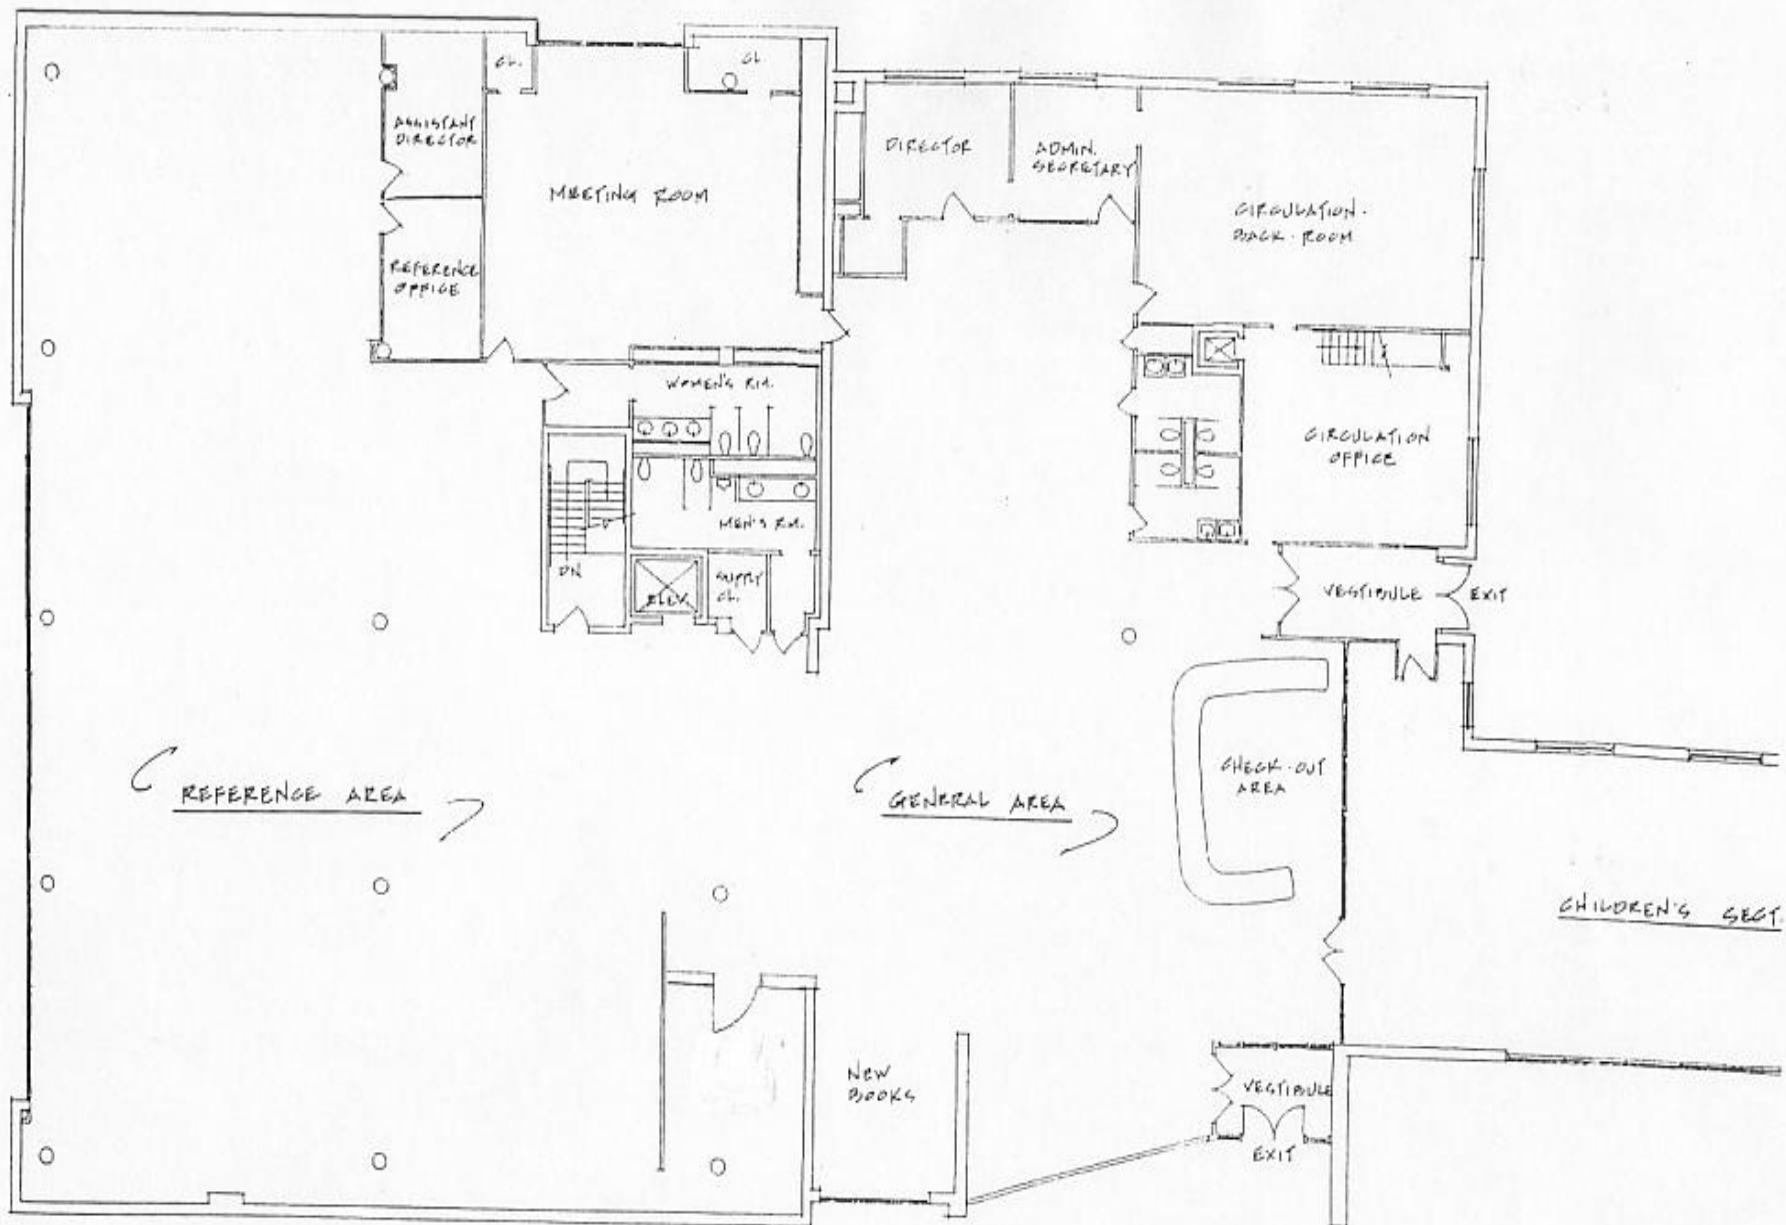 CL.
CL
ASSISTANT
DIRECTOR
MEETING ROOM
DIRECTOR
ADMIN.
SECRETARY
CIRCULATION.
BACK. ROOM
REFERENCE
OFFICE
WOMEN'S RM.
CIRCULATION
OFFICE
MEN'S RM.
DN
ELEV.
SUPPLY
CL.
VESTIBULE
EXIT
REFERENCE AREA
GENERAL AREA
CHECK-OUT
AREA
CHILDREN'S SECT.
NEW
BOOKS
VESTIBULE
EXIT